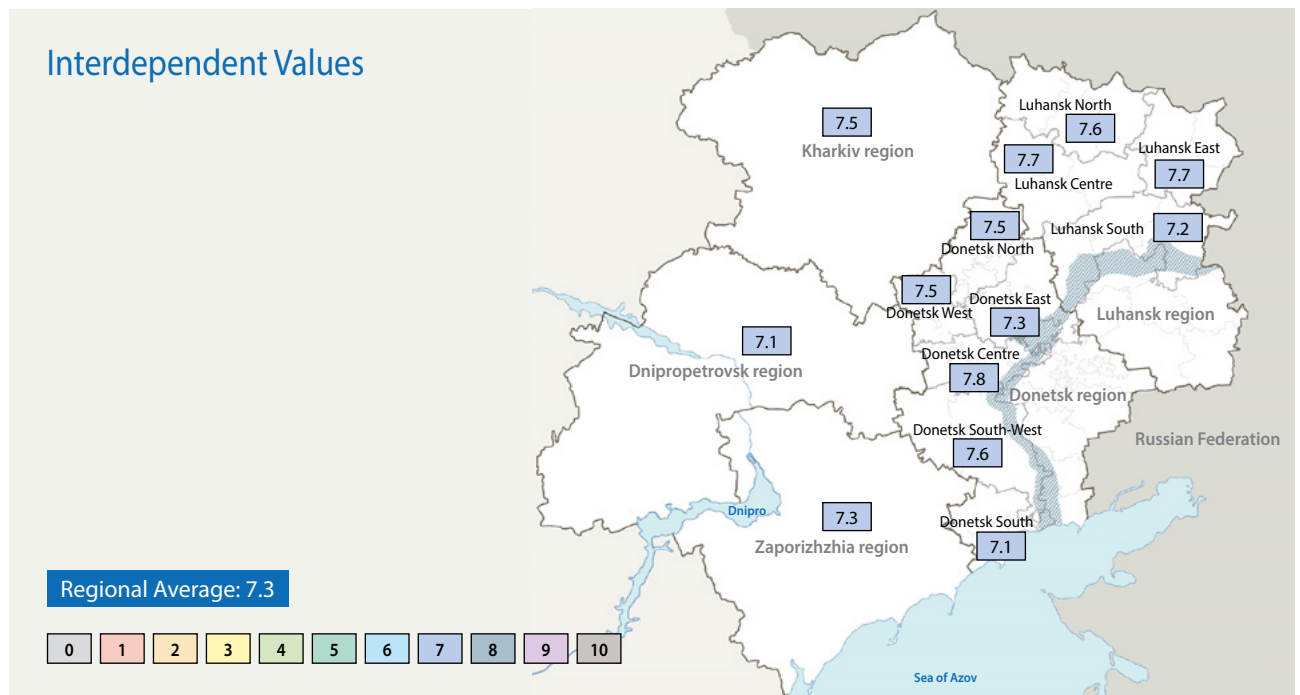 Interdependent Values
Luhansk North
7.6
7.5
Kharkiv region
Luhansk East
7.7
7.7
Luhansk Centre
7.5
Donetsk North
Luhansk South
7.2
7.5
Donetsk West
Donetsk East
7.3
Luhansk region
7.1
Dnipropetrovsk region
Donetsk Centre
7.8
Donetsk region
Donetsk South-West
7.6
Russian Federation
Dnipro
7.3
Zaporizhzhia region
Donetsk South
7.1
Regional Average: 7.3
0 1 2 3 4 5 6 7 8 9 10
Sea of Azov